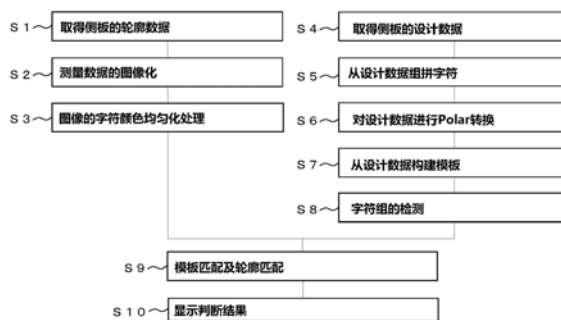 S1 取得侧板的轮廓数据
S2 测量数据的图像化
S3 图像的字符颜色均匀化处理
S4 取得侧板的设计数据
S5 从设计数据组拼字符
S6 对设计数据进行Polar转换
S7 从设计数据构建模板
S8 字符组的检测
S9 模板匹配及轮廓匹配
S10 显示判断结果